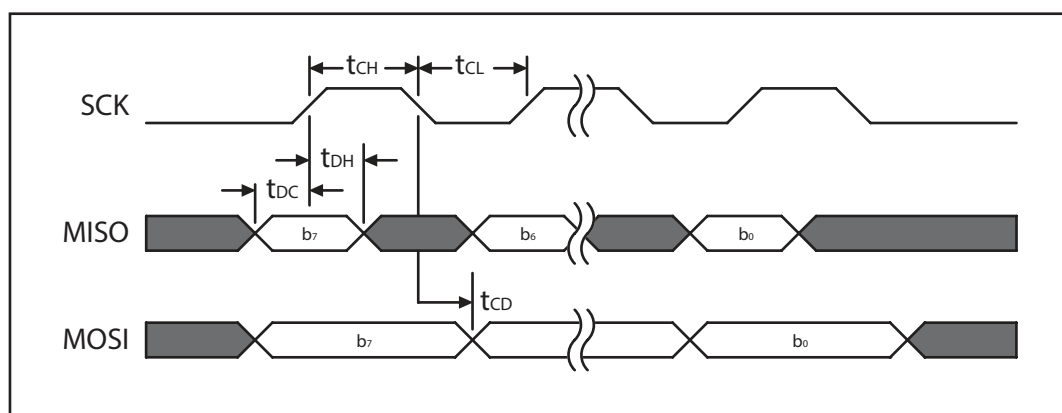 tCH tCL
SCK
tDH
tDC
MISO b7 b6 b0
tCD
MOSI b7 b0